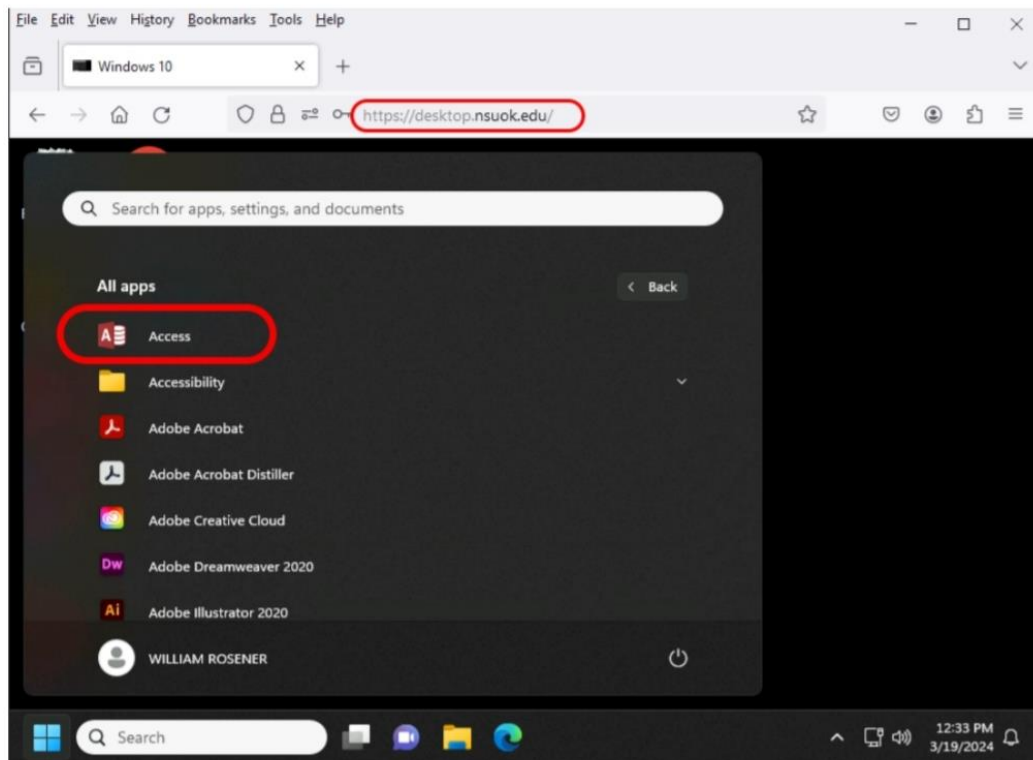 File Edit View History Bookmarks Tools Help
Windows 10
https://desktop.nsuok.edu/
Search for apps, settings, and documents
All apps
Back
Access
Accessibility
Adobe Acrobat
Adobe Acrobat Distiller
Adobe Creative Cloud
Dw Adobe Dreamweaver 2020
Ai Adobe Illustrator 2020
WILLIAM ROSENER
Search
12:33 PM
3/19/2024